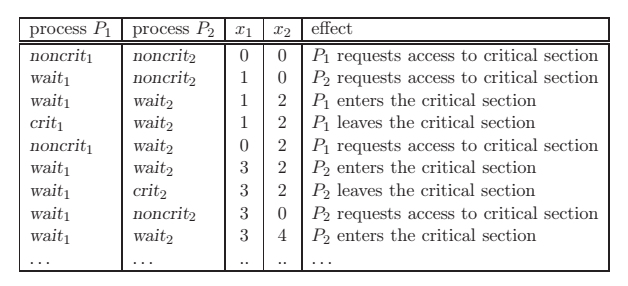 process P₁ process P₂ x₁ x₂ effect
noncrit₁ noncrit₂ 0 0 P₁ requests access to critical section
wait₁ noncrit₂ 1 0 P₂ requests access to critical section
wait₁ wait₂ 1 2 P₁ enters the critical section
crit₁ wait₂ 1 2 P₁ leaves the critical section
noncrit₁ wait₂ 0 2 P₁ requests access to critical section
wait₁ wait₂ 3 2 P₂ enters the critical section
wait₁ crit₂ 3 2 P₂ leaves the critical section
wait₁ noncrit₂ 3 0 P₂ requests access to critical section
wait₁ wait₂ 3 4 P₂ enters the critical section
... ... .. .. ...